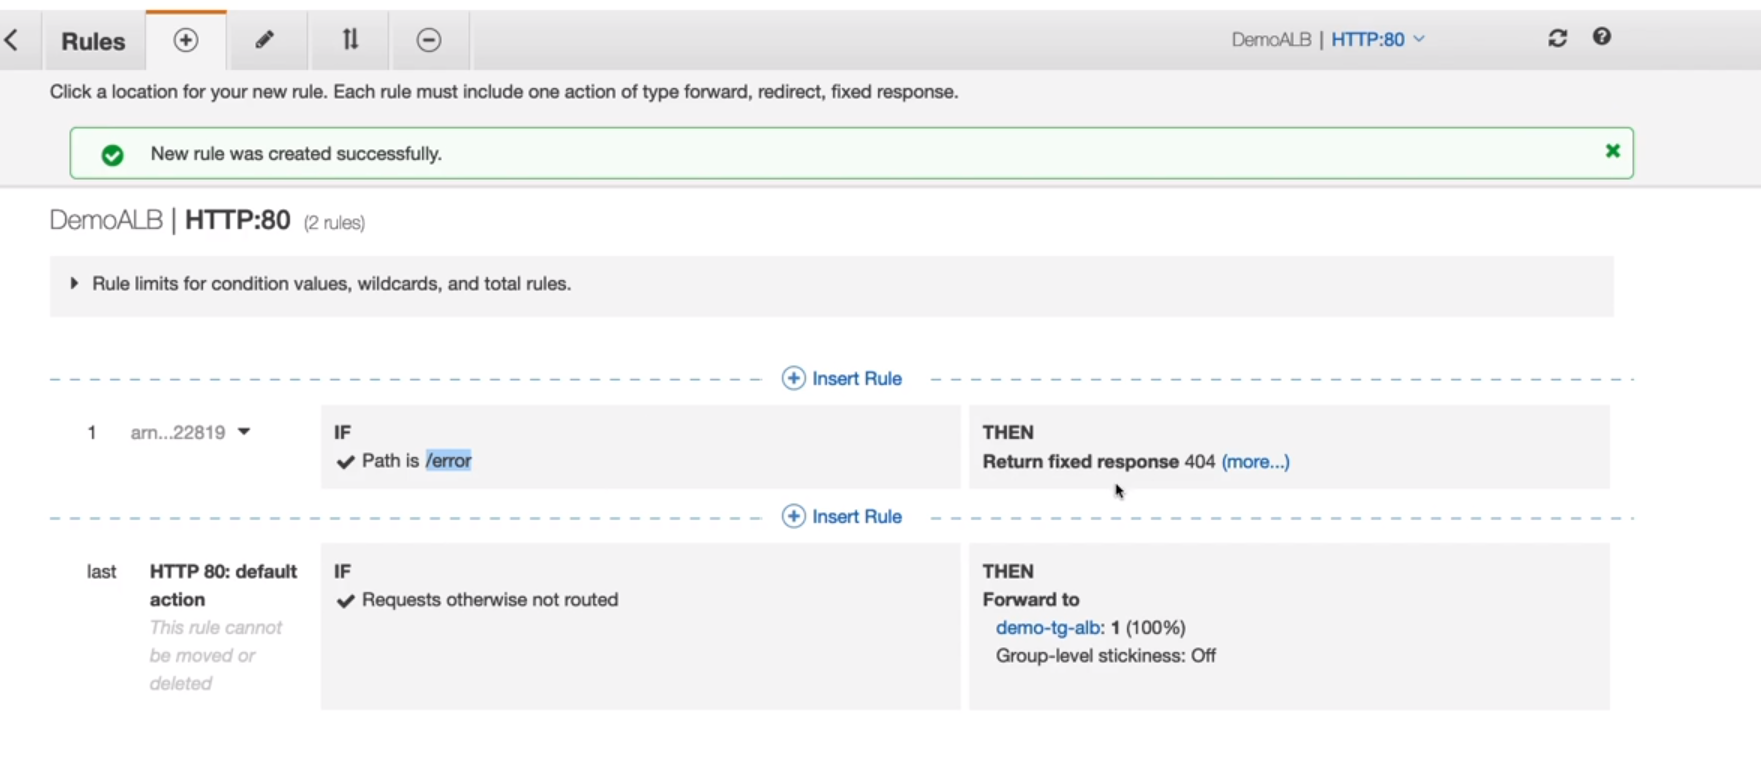 Rules
DemoALB | HTTP:80
Click a location for your new rule. Each rule must include one action of type forward, redirect, fixed response.
New rule was created successfully.
DemoALB | HTTP:80 (2 rules)
Rule limits for condition values, wildcards, and total rules.
Insert Rule
1 arn...22819
IF
Path is /error
THEN
Return fixed response 404 (more...)
Insert Rule
last
HTTP 80: default
action
This rule cannot
be moved or
deleted
IF
Requests otherwise not routed
THEN
Forward to
demo-tg-alb: 1 (100%)
Group-level stickiness: Off